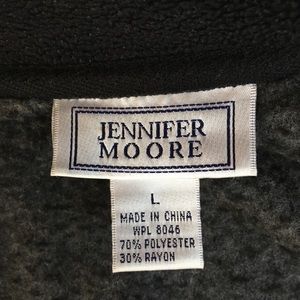 JENNIFER
MOORE
L
MADE IN CHINA
WPL 8046
70% POLYESTER
30% RAYON